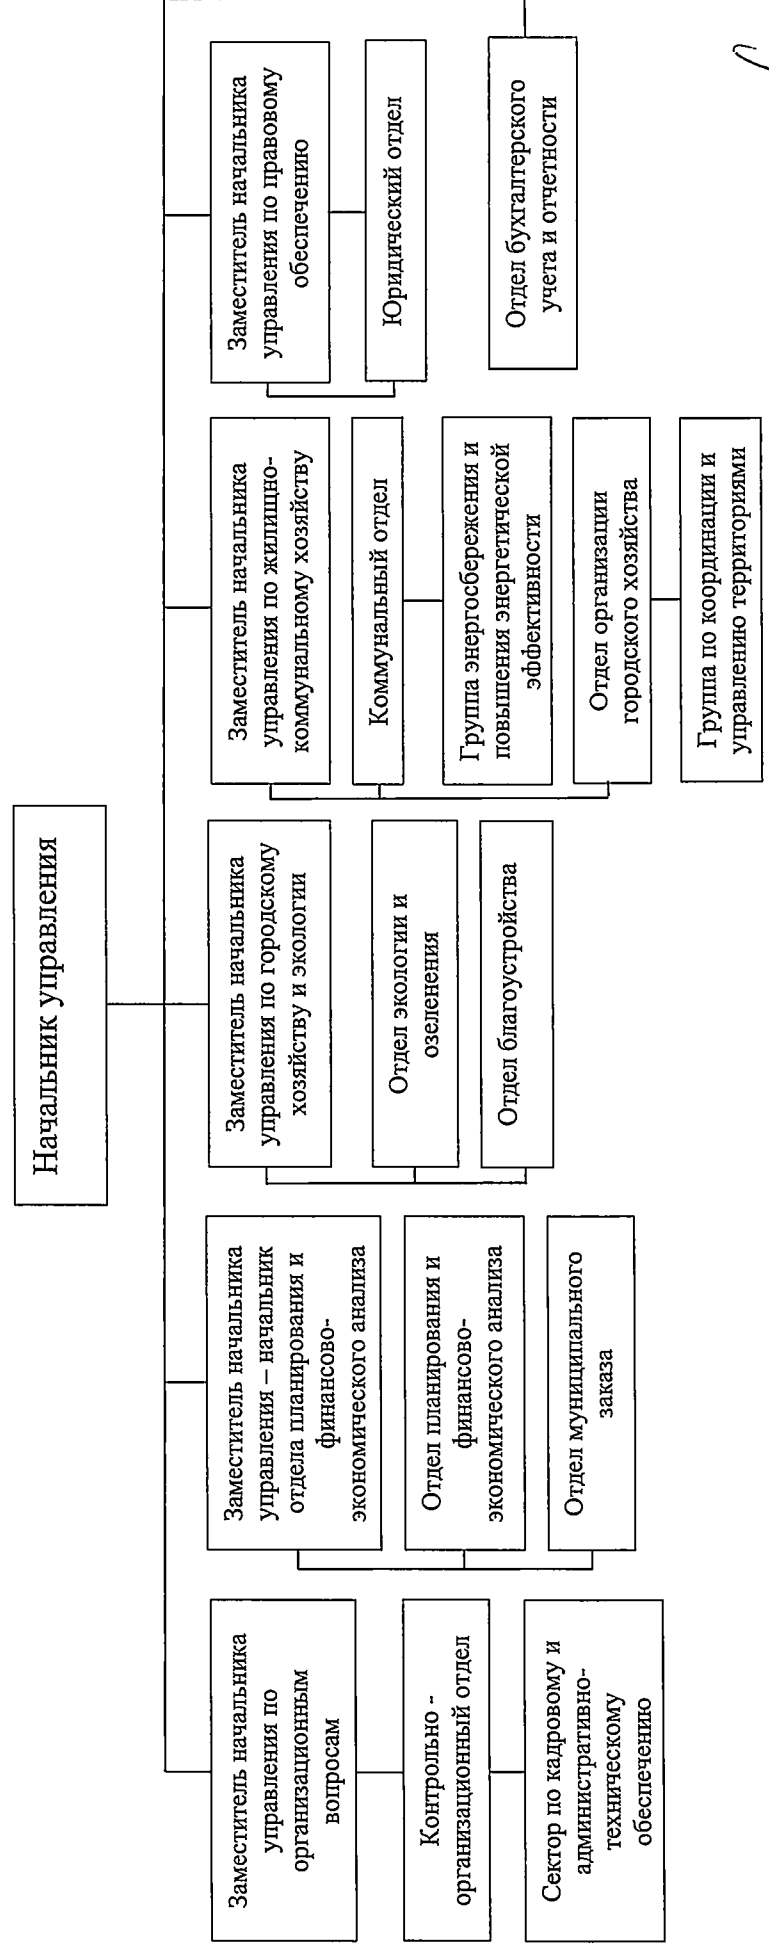 Начальник управления
Заместитель начальника
управления по
организационным
вопросам
Контрольно -
организационный отдел
Сектор по кадровому и
административно-
техническому
обеспечению
Заместитель начальника
управления – начальник
отдела планирования и
финансово-
экономического анализа
Отдел планирования и
финансово-
экономического анализа
Отдел муниципального
заказа
Заместитель начальника
управления по городскому
хозяйству и экологии
Отдел экологии и
озеленения
Отдел благоустройства
Заместитель начальника
управления по жилищно-
коммунальному хозяйству
Коммунальный отдел
Группа энергосбережения и
повышения энергетической
эффективности
Отдел организации
городского хозяйства
Группа по координации и
управлению территориями
Заместитель начальника
управления по правовому
обеспечению
Юридический отдел
Отдел бухгалтерского
учета и отчетности